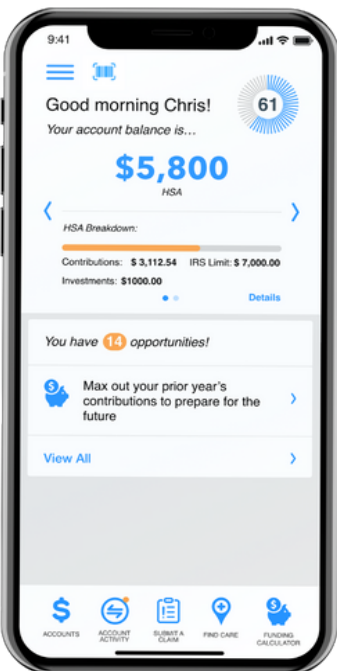 9:41
Good morning Chris!
61
Your account balance is...
$5,800
HSA
HSA Breakdown:
Contributions: $ 3,112.54 IRS Limit: $ 7,000.00
Investments: $1000.00
Details
You have 14 opportunities!
Max out your prior year's
contributions to prepare for the
future
View All
ACCOUNTS
ACCOUNT
ACTIVITY
SUBMIT A
CLAIM
FIND CARE
FUNDING
CALCULATOR